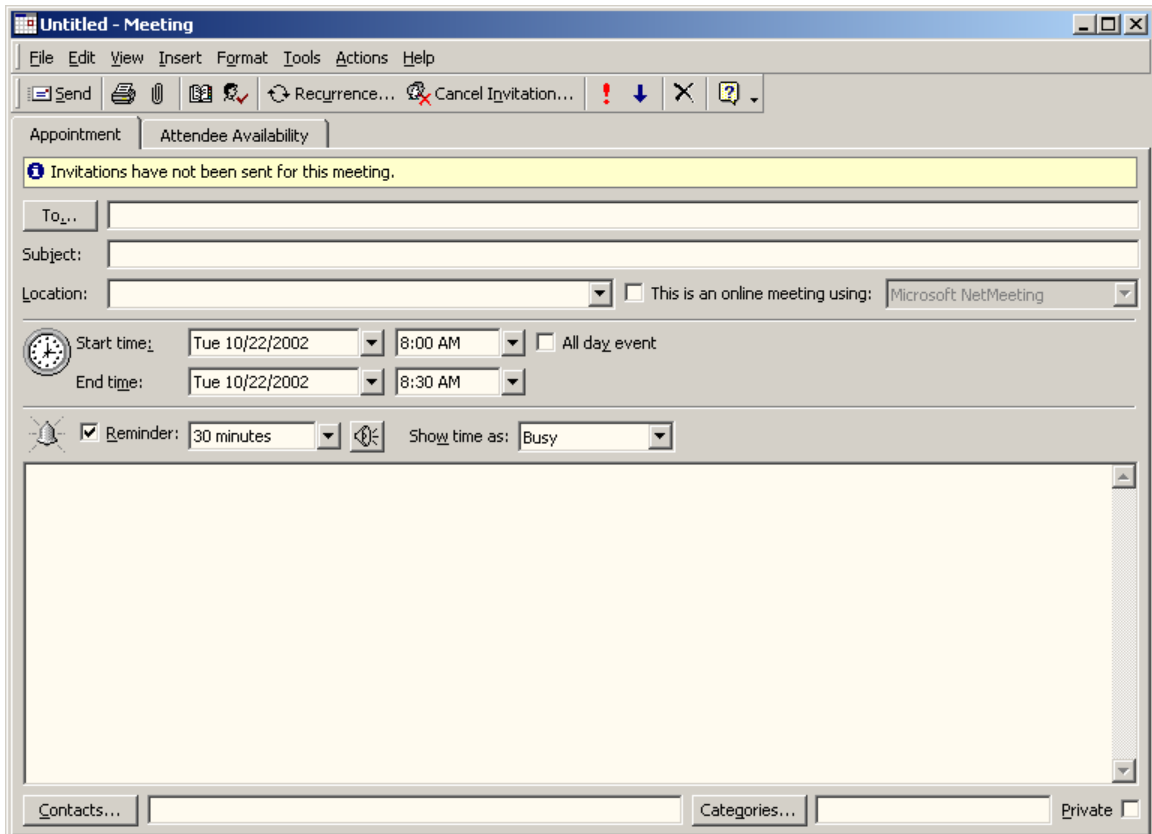 Untitled - Meeting
File Edit View Insert Format Tools Actions Help
Send Recurrence... Cancel Invitation...
Appointment Attendee Availability
Invitations have not been sent for this meeting.
To...
Subject:
Location: This is an online meeting using: Microsoft NetMeeting
Start time: Tue 10/22/2002 8:00 AM All day event
End time: Tue 10/22/2002 8:30 AM
Reminder: 30 minutes Show time as: Busy
Contacts... Categories... Private